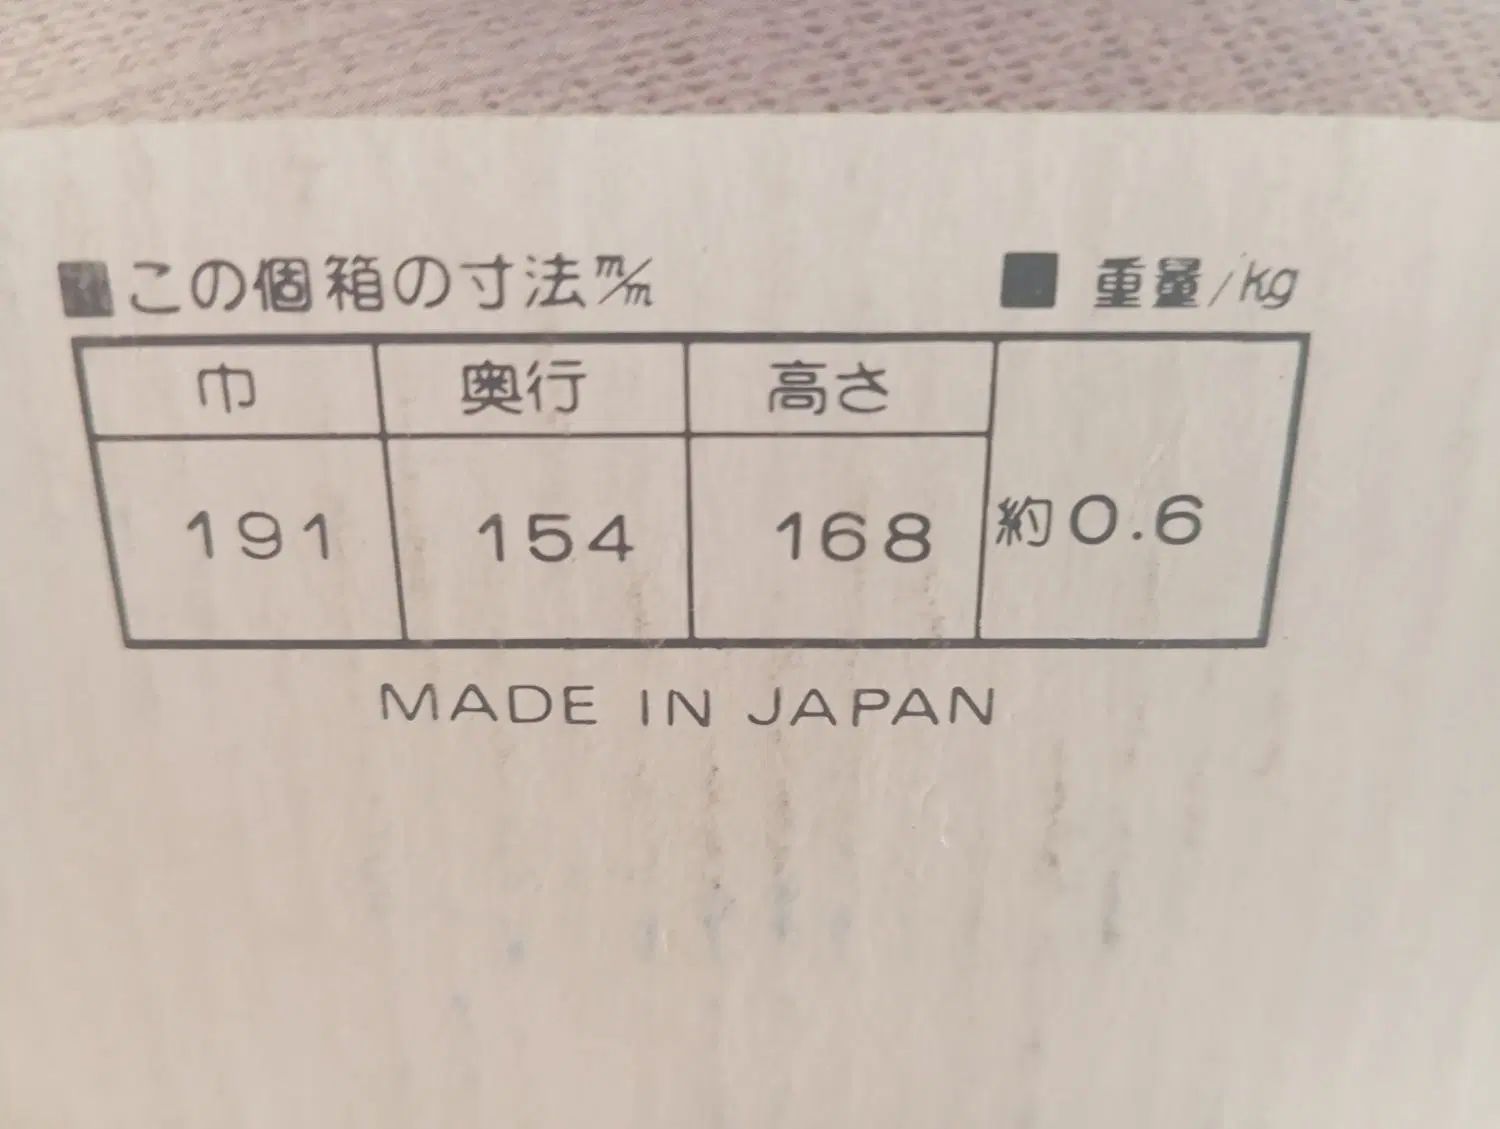 ■この個箱の寸法m/m ■ 重量/kg
巾 奥行 高さ
191 154 168 約0.6
MADE IN JAPAN